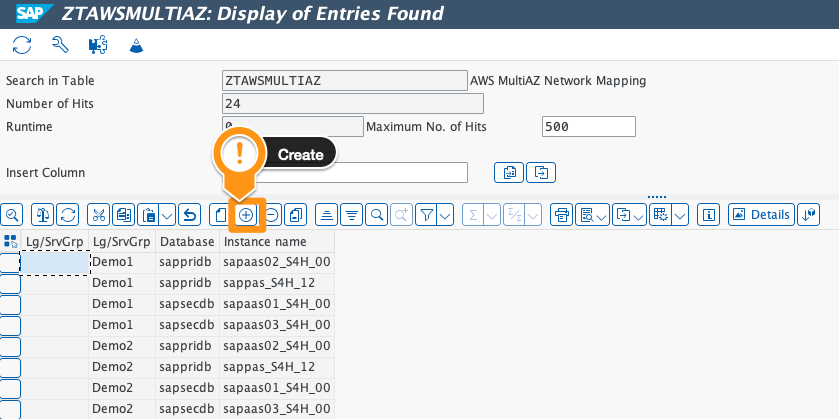 SAP ZTAWSMULTIAZ: Display of Entries Found
Search in Table ZTAWSMULTIAZ AWS MultiAZ Network Mapping
Number of Hits 24
Runtime 0 Maximum No. of Hits 500
! Create
Insert Column
Σ Details
Lg/SrvGrp Lg/SrvGrp Database Instance name
Demo1 sappridb sapaas02_S4H_00
Demo1 sappridb sappas_S4H_12
Demo1 sapsecdb sapaas01_S4H_00
Demo1 sapsecdb sapaas03_S4H_00
Demo2 sappridb sapaas02_S4H_00
Demo2 sappridb sappas_S4H_12
Demo2 sapsecdb sapaas01_S4H_00
Demo2 sapsecdb sapaas03_S4H_00